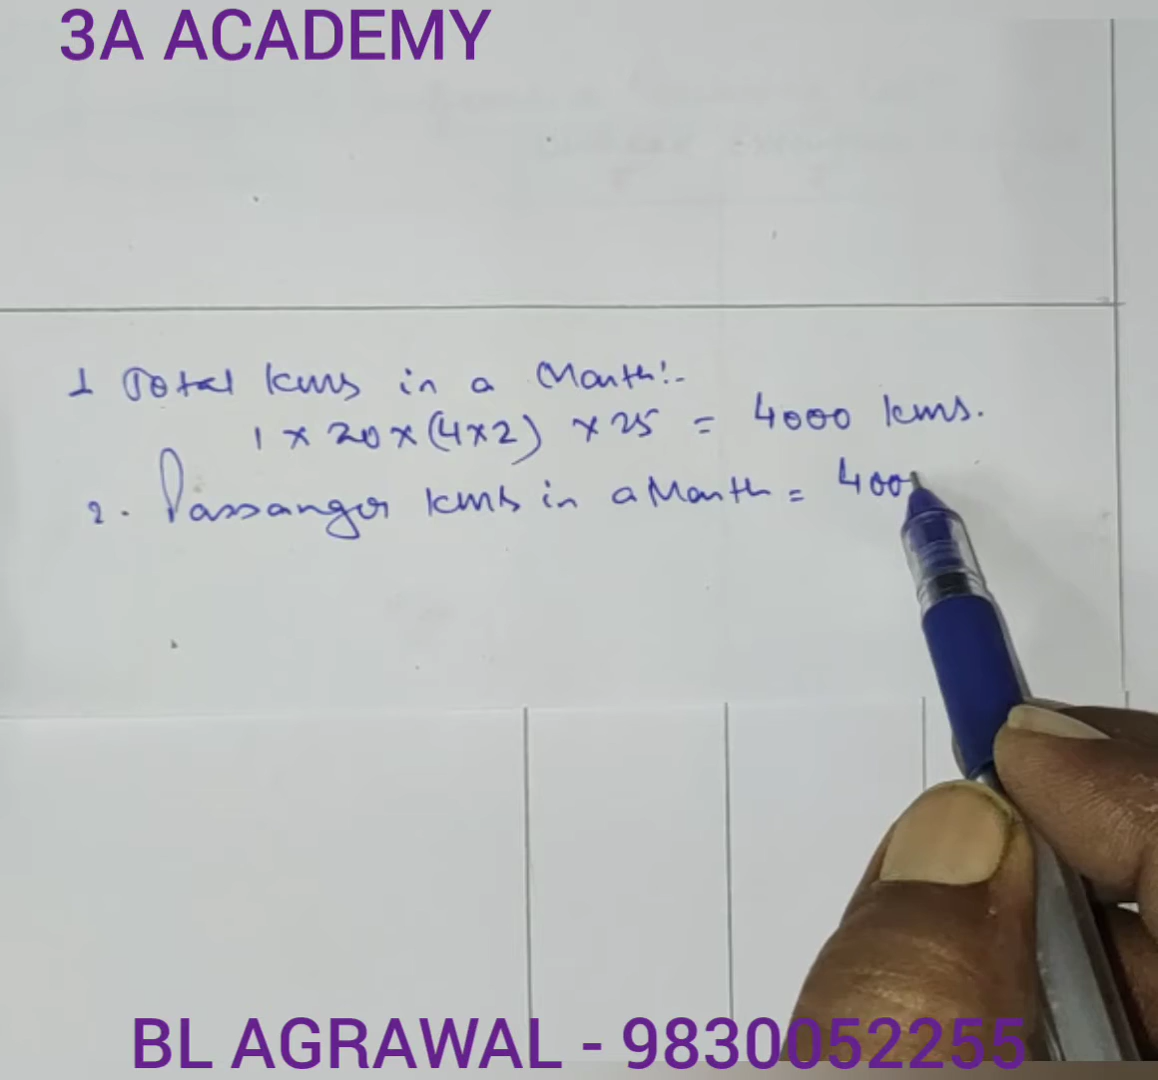 3A ACADEMY
1 Total kms in a Month:-
1 × 20 × (4×2) × 25 = 4000 kms.
2. Passanger kms in a Month = 400
BL AGRAWAL - 9830052255